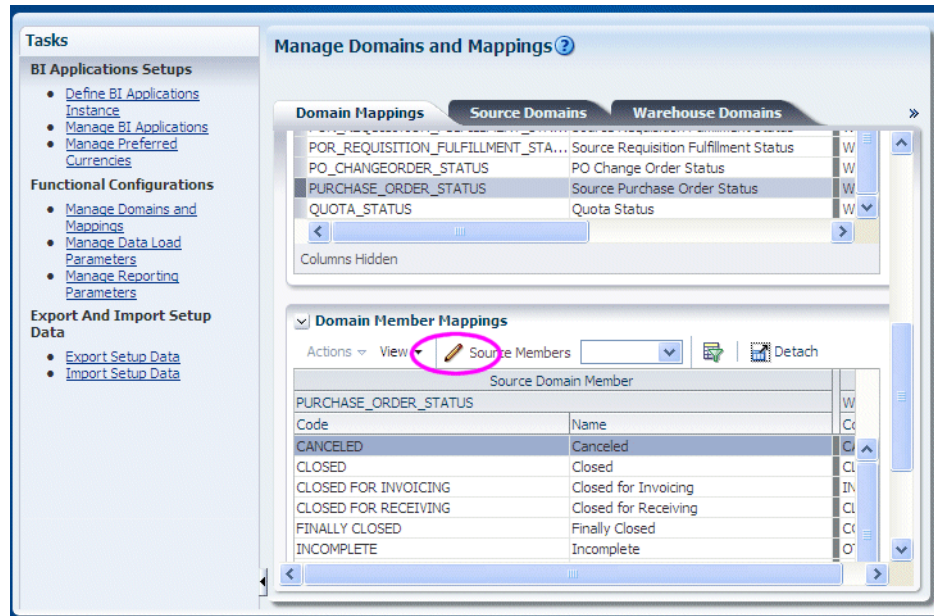 Tasks
BI Applications Setups
Define BI Applications
Instance
Manage BI Applications
Manage Preferred
Currencies
Functional Configurations
Manage Domains and
Mappings
Manage Data Load
Parameters
Manage Reporting
Parameters
Export And Import Setup
Data
Export Setup Data
Import Setup Data
Manage Domains and Mappings
Domain Mappings Source Domains Warehouse Domains
POR_REQUISITION_FULFILLMENT_STA... Source Requisition Fulfillment Status W
PO_CHANGEORDER_STATUS PO Change Order Status W
PURCHASE_ORDER_STATUS Source Purchase Order Status W
QUOTA_STATUS Quota Status W
Columns Hidden
Domain Member Mappings
Actions View Source Members Detach
Source Domain Member
PURCHASE_ORDER_STATUS W
Code Name
CANCELED Canceled
CLOSED Closed CL
CLOSED FOR INVOICING Closed for Invoicing IN
CLOSED FOR RECEIVING Closed for Receiving CL
FINALLY CLOSED Finally Closed
INCOMPLETE Incomplete